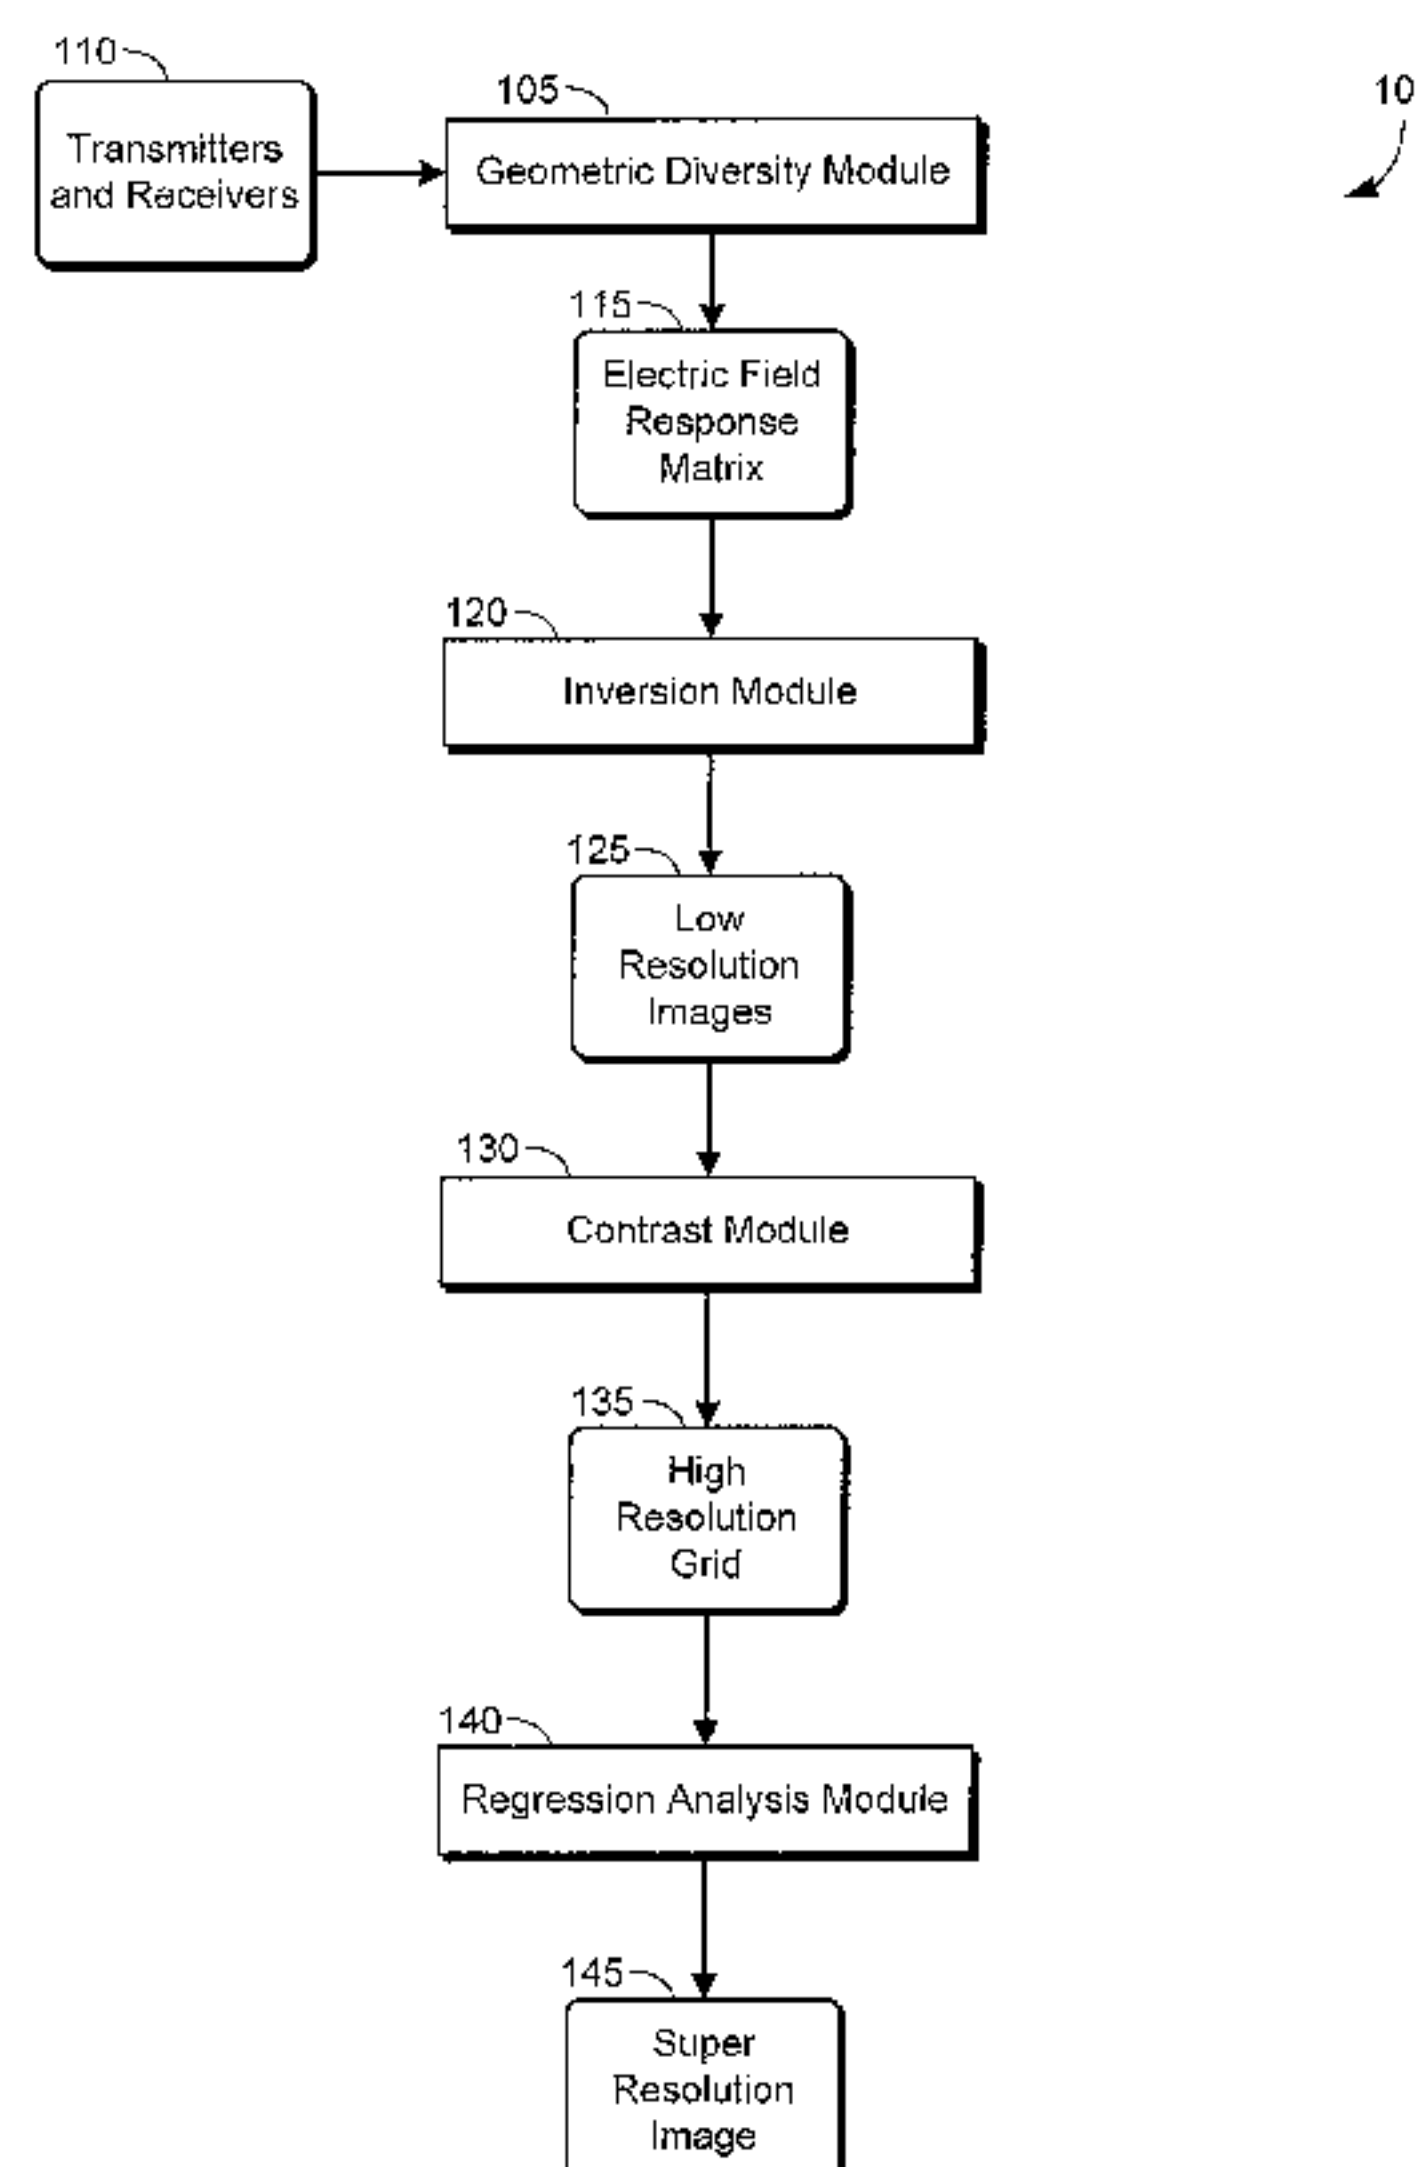 110
105
10
Transmitters
and Receivers
Geometric Diversity Module
115
Electric Field
Response
Matrix
120
Inversion Module
125
Low
Resolution
Images
130
Contrast Module
135
High
Resolution
Grid
140
Regression Analysis Module
145
Super
Resolution
Image